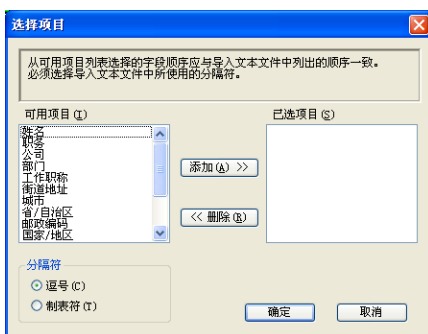 选择项目
从可用项目列表选择的字段顺序应与导入文本文件中列出的顺序一致。
必须选择导入文本文件中所使用的分隔符。
可用项目(I)
已选项目(S)
姓名
职务
公司
部门
工作职称
街道地址
城市
省/自治区
邮政编码
国家/地区
添加(A) >>
<< 删除(R)
分隔符
逗号(C)
制表符(T)
确定
取消